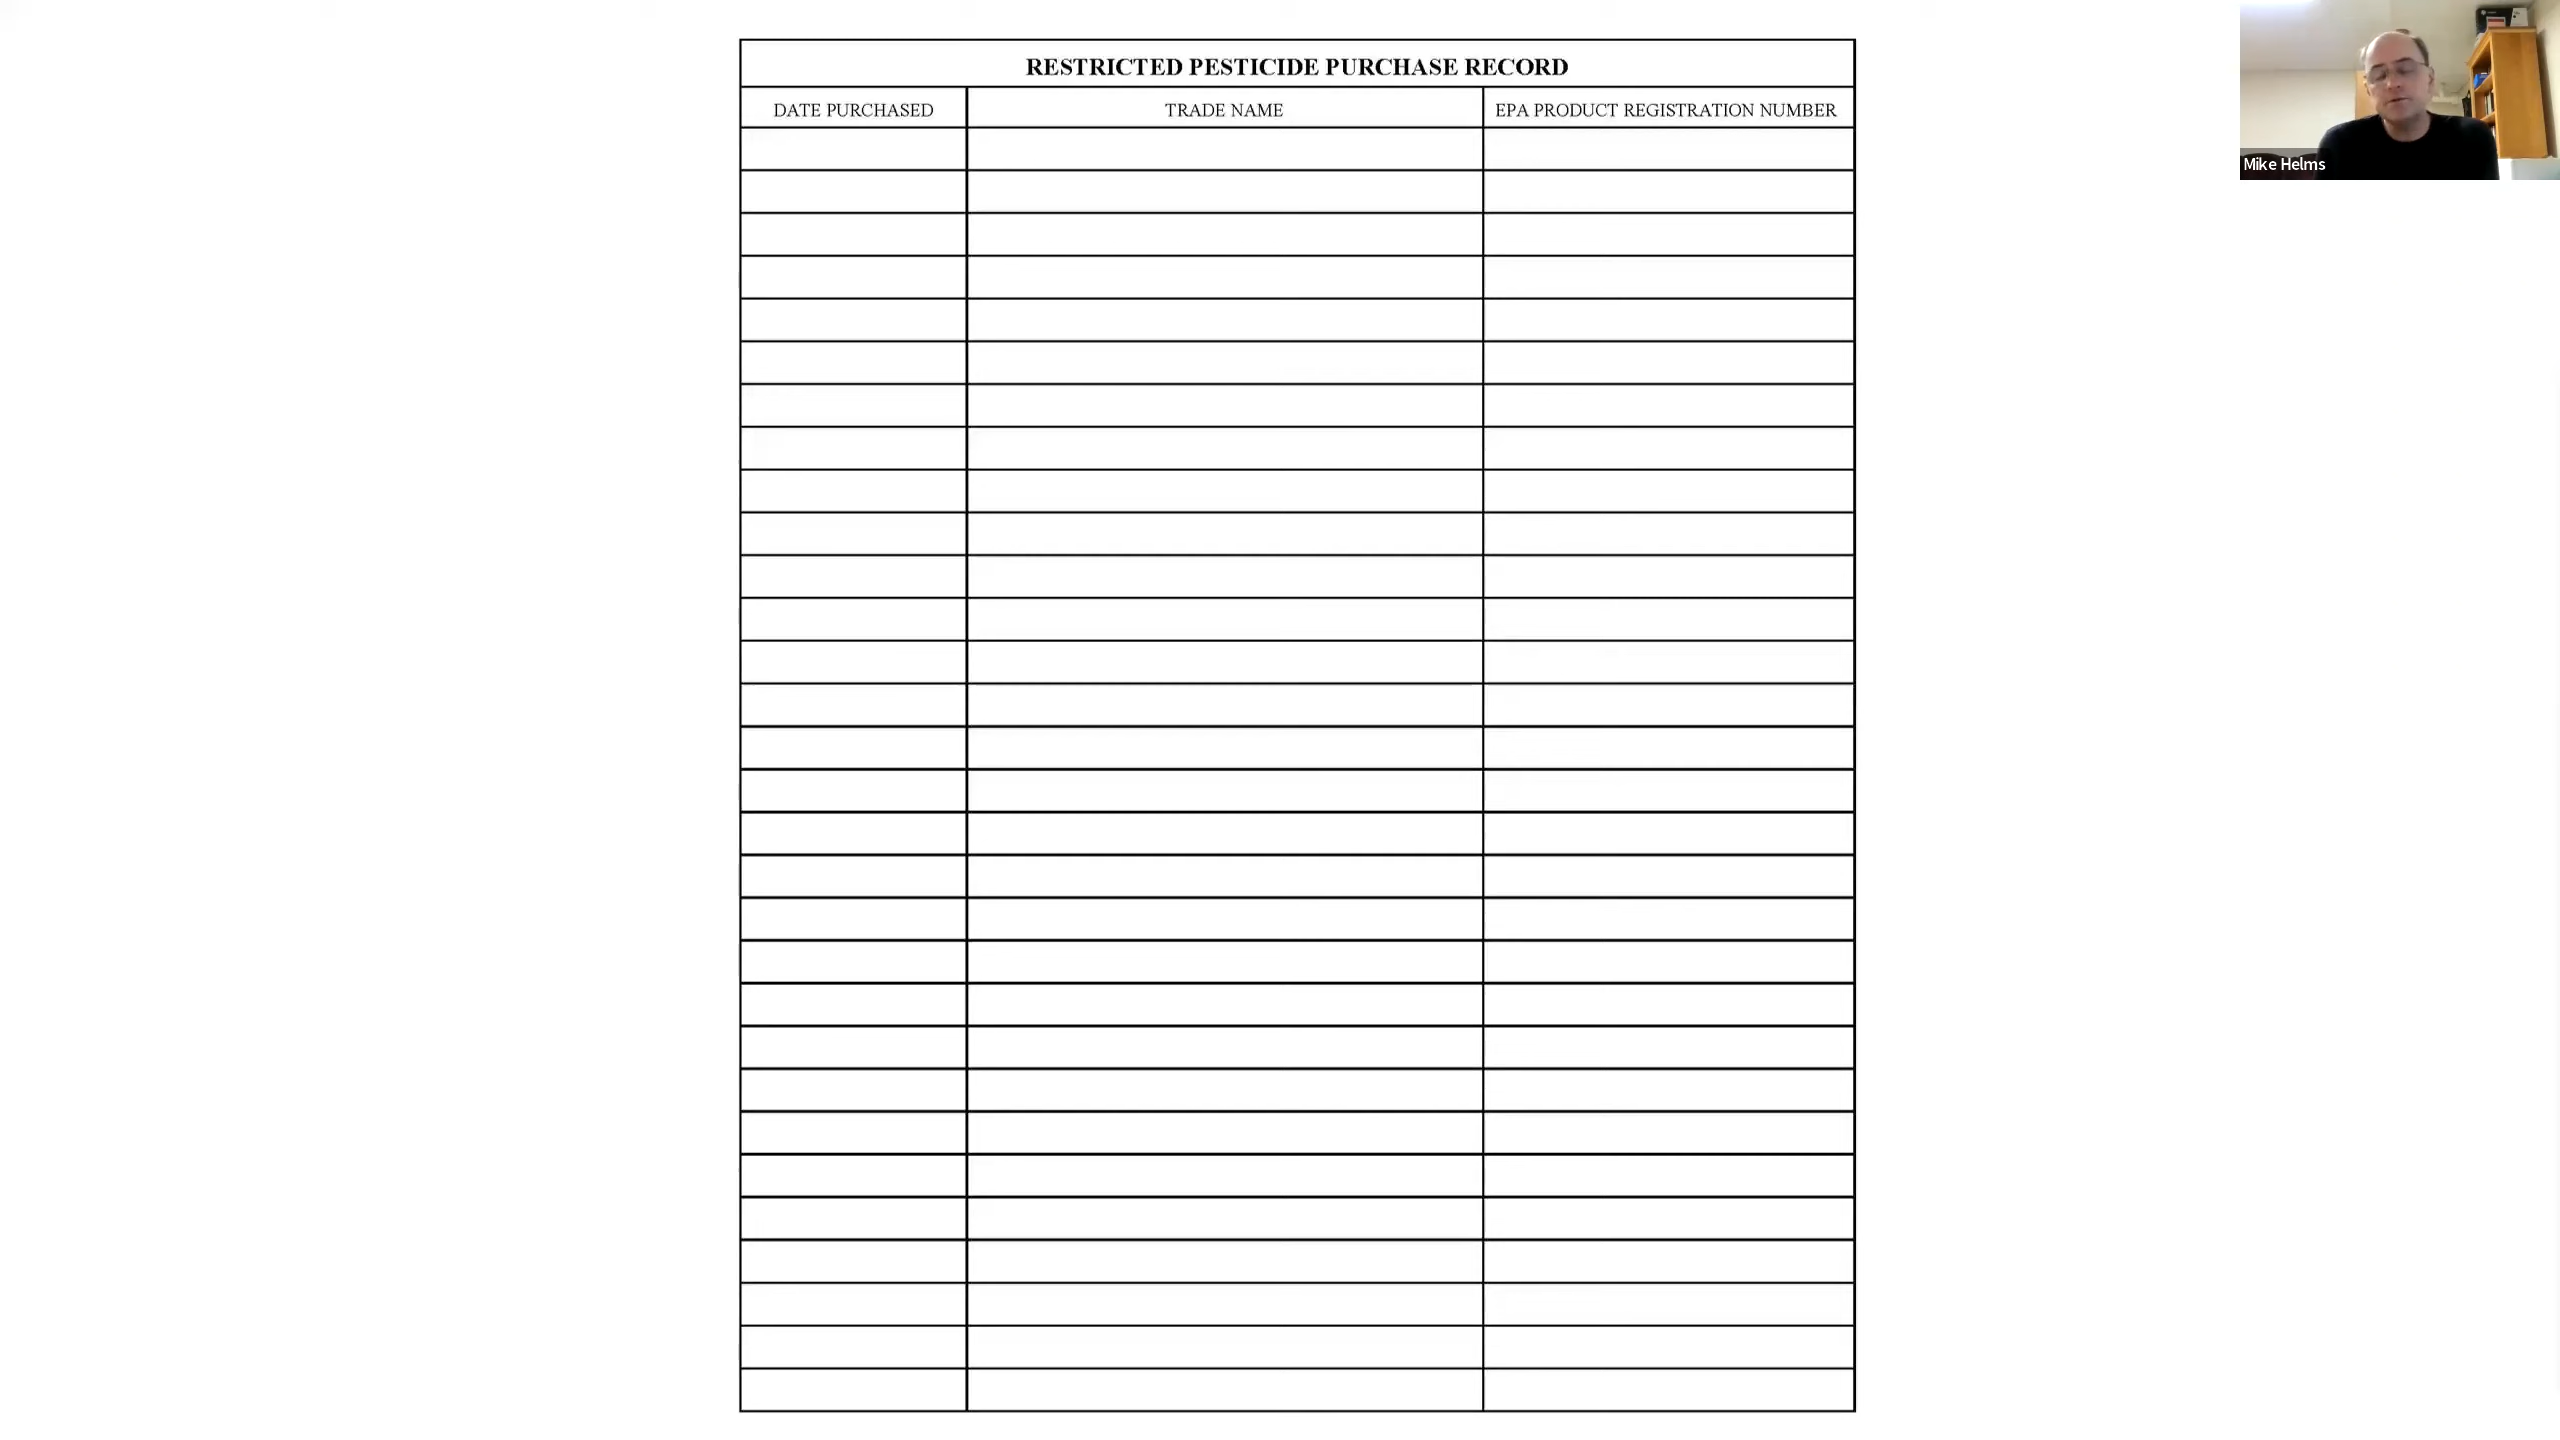 RESTRICTED PESTICIDE PURCHASE RECORD
DATE PURCHASED TRADE NAME EPA PRODUCT REGISTRATION NUMBER
Mike Helms